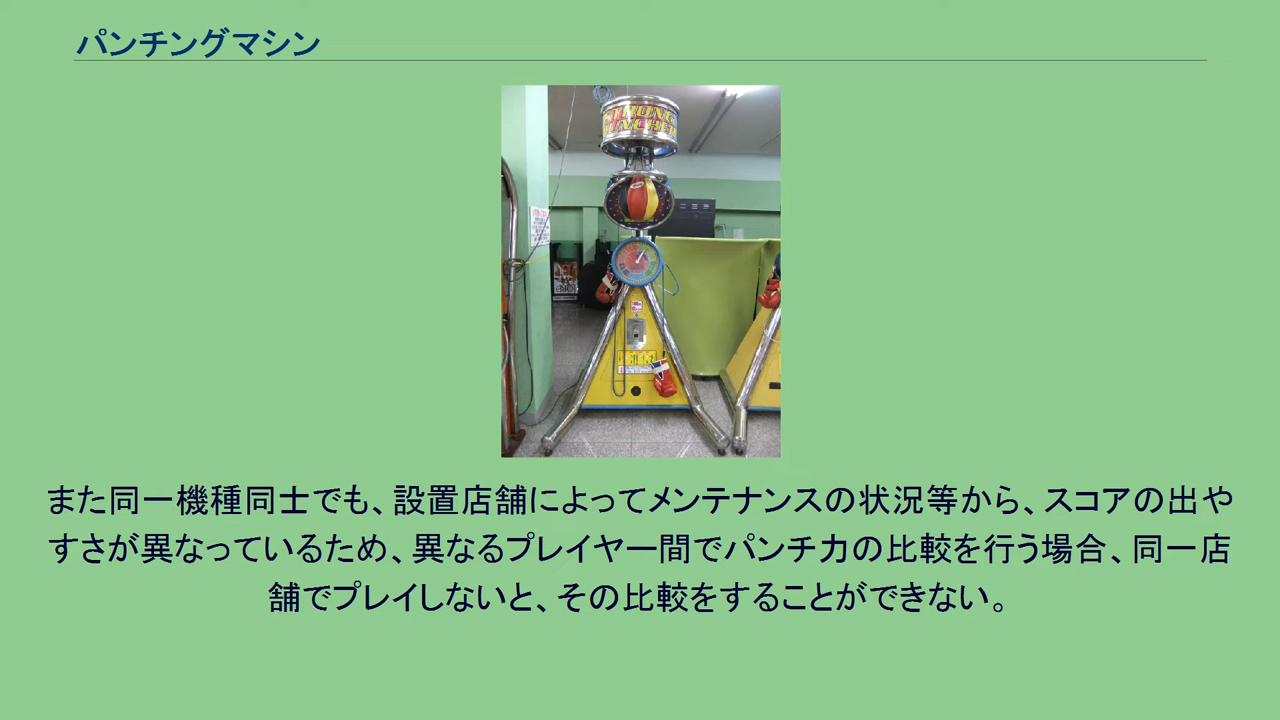 パンチングマシン
STRONG
PUNCHER
また同一機種同士でも、設置店舗によってメンテナンスの状況等から、スコアの出や
すさが異なっているため、異なるプレイヤー間でパンチ力の比較を行う場合、同一店
舗でプレイしないと、その比較をすることができない。